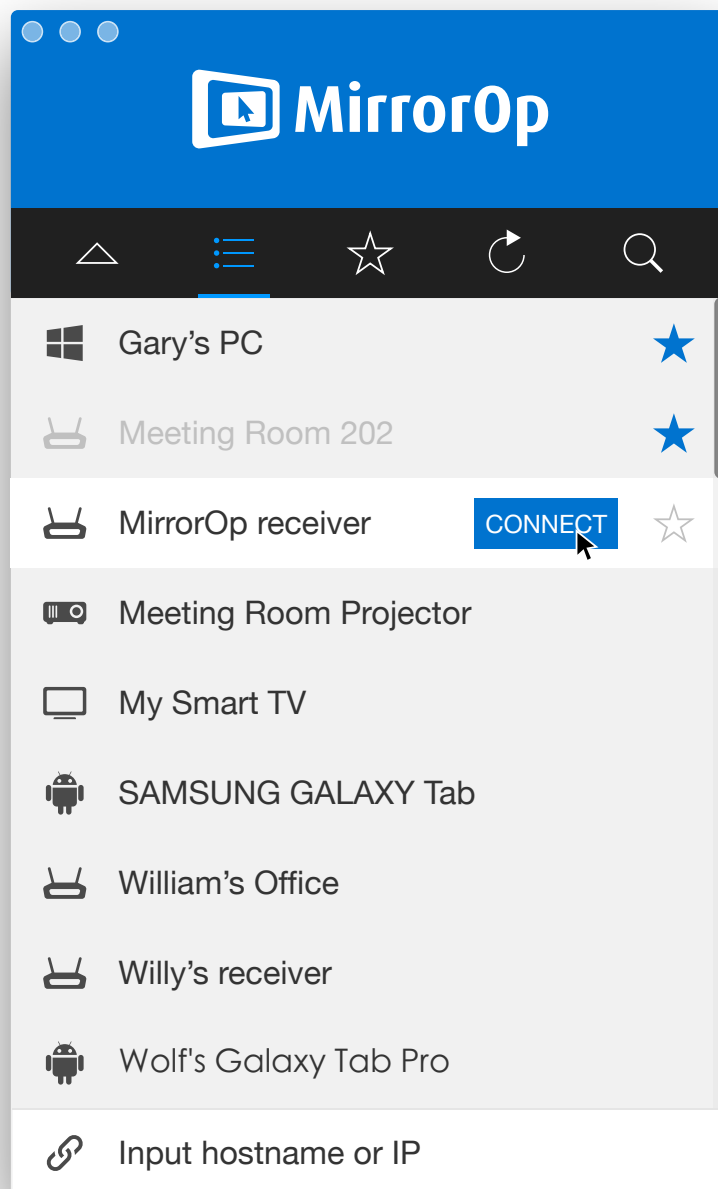 MirrorOp
Gary’s PC
Meeting Room 202
MirrorOp receiver
CONNECT
Meeting Room Projector
My Smart TV
SAMSUNG GALAXY Tab
William’s Office
Willy’s receiver
Wolf's Galaxy Tab Pro
Input hostname or IP